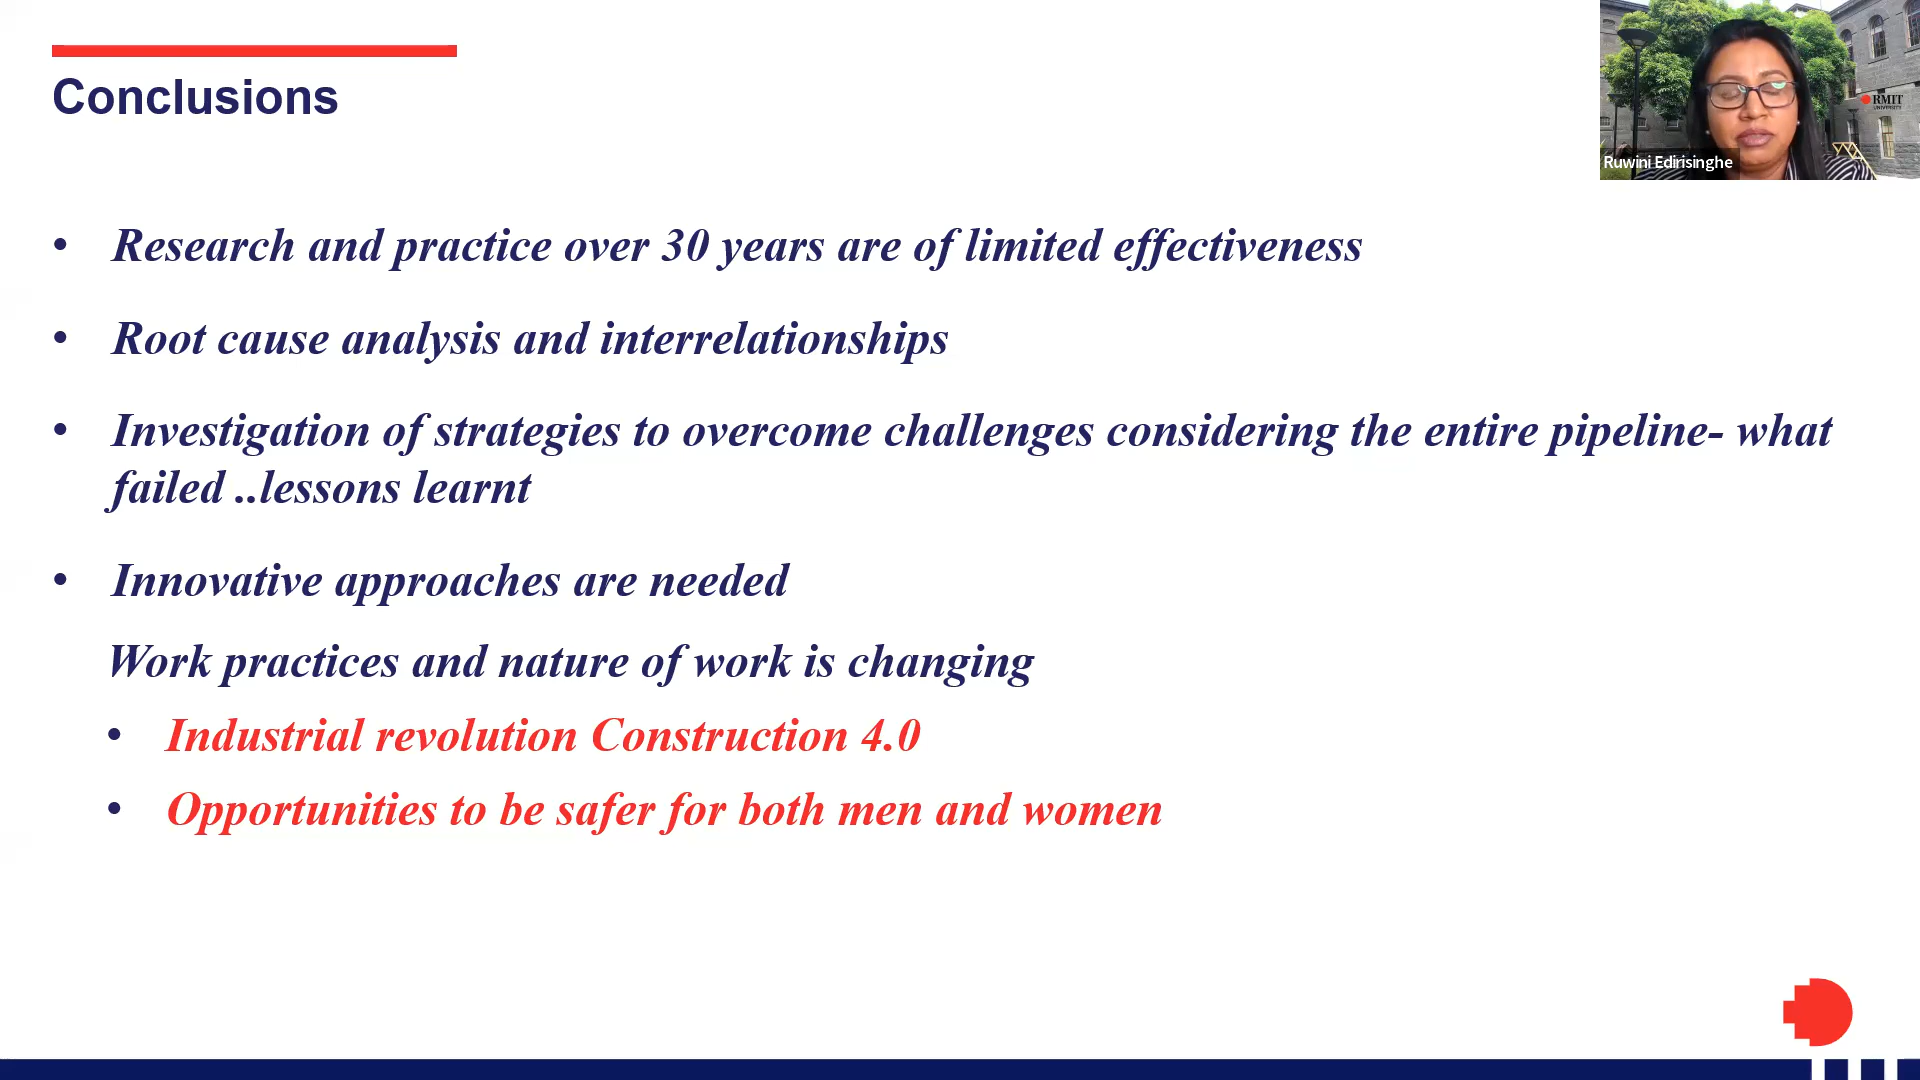 Conclusions
RMIT
UNIVERSITY
Ruwini Edirisinghe
• Research and practice over 30 years are of limited effectiveness
• Root cause analysis and interrelationships
• Investigation of strategies to overcome challenges considering the entire pipeline- what
failed ..lessons learnt
• Innovative approaches are needed
Work practices and nature of work is changing
• Industrial revolution Construction 4.0
• Opportunities to be safer for both men and women